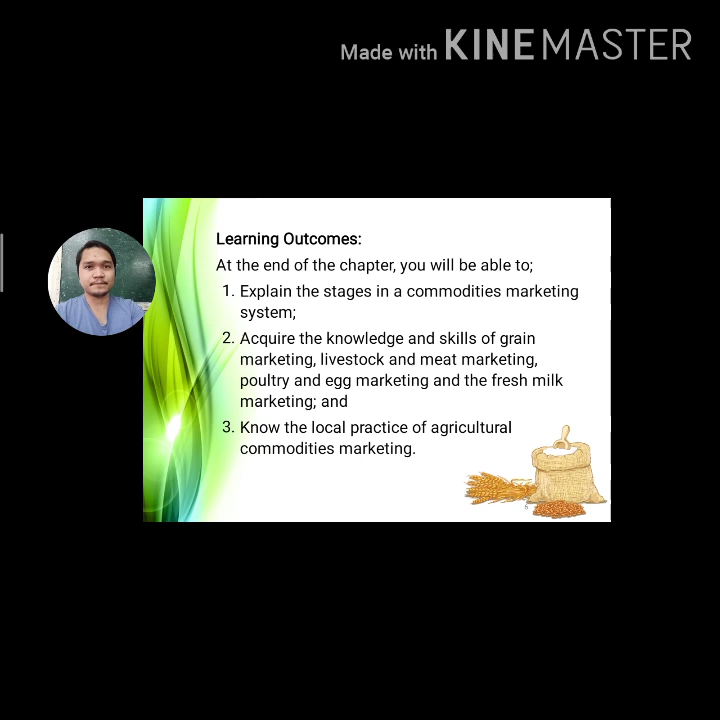 Made with KINEMASTER
Learning Outcomes:
At the end of the chapter, you will be able to;
1. Explain the stages in a commodities marketing
system;
2. Acquire the knowledge and skills of grain
marketing, livestock and meat marketing,
poultry and egg marketing and the fresh milk
marketing; and
3. Know the local practice of agricultural
commodities marketing.